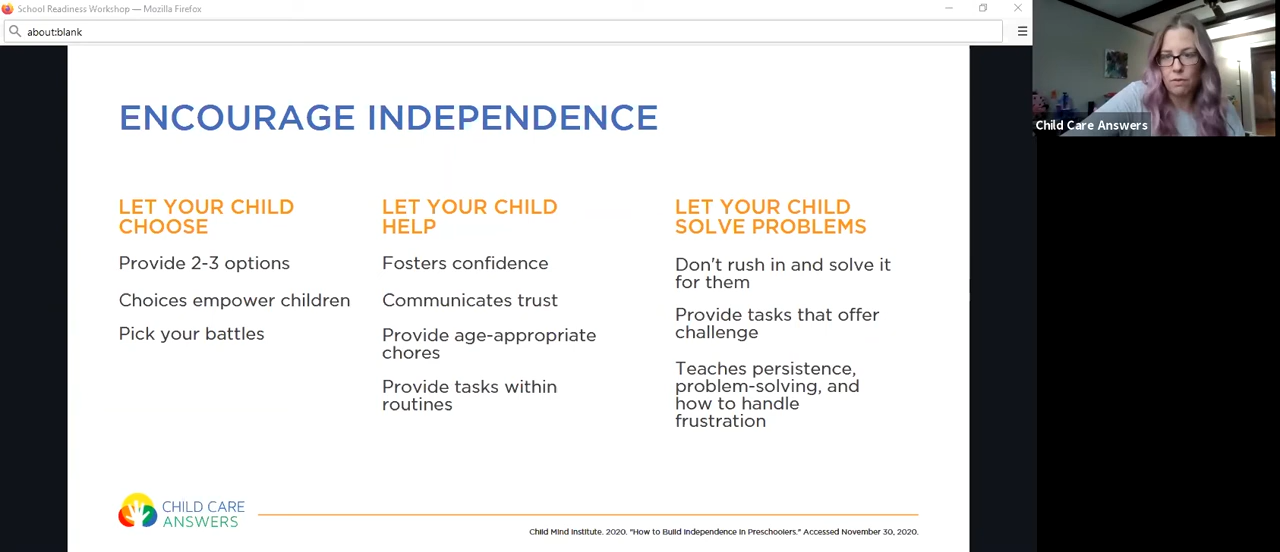 School Readiness Workshop — Mozilla Firefox
about:blank
Child Care Answers
ENCOURAGE INDEPENDENCE
LET YOUR CHILD
CHOOSE
Provide 2-3 options
Choices empower children
Pick your battles
LET YOUR CHILD
HELP
Fosters confidence
Communicates trust
Provide age-appropriate
chores
Provide tasks within
routines
LET YOUR CHILD
SOLVE PROBLEMS
Don't rush in and solve it
for them
Provide tasks that offer
challenge
Teaches persistence,
problem-solving, and
how to handle
frustration
CHILD CARE
ANSWERS
Child Mind Institute. 2020. "How to Build Independence in Preschoolers." Accessed November 30, 2020.